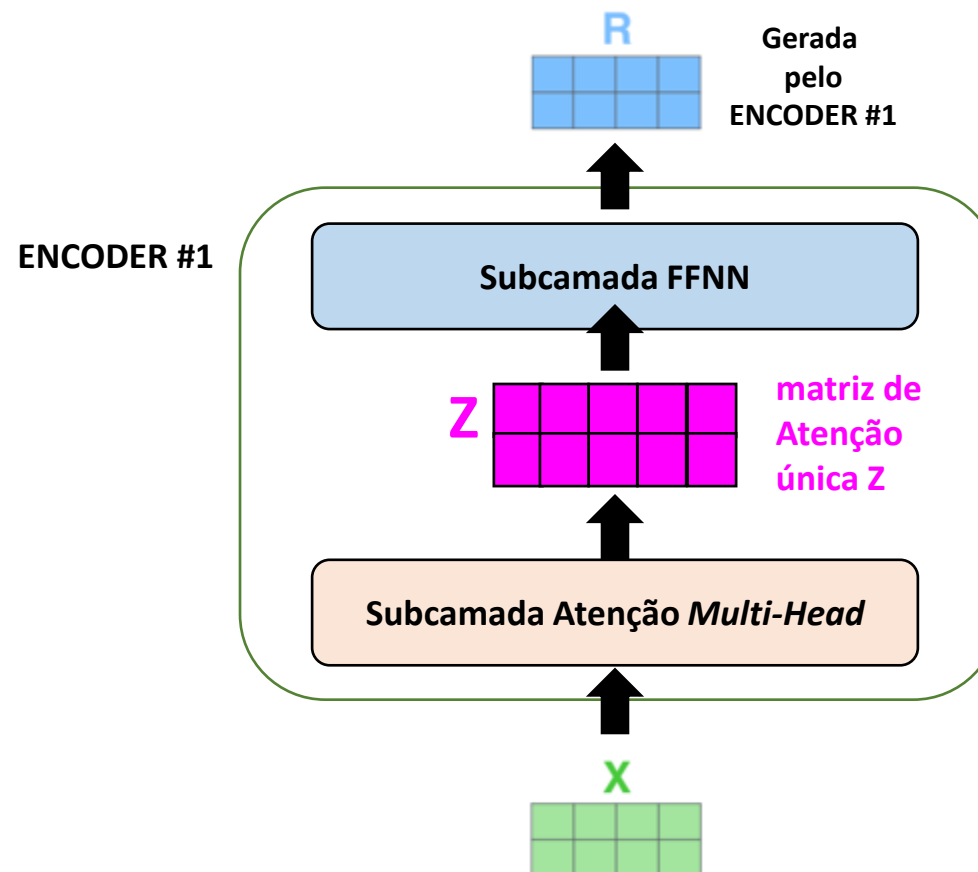 R
Gerada
pelo
ENCODER #1
ENCODER #1
Subcamada FFNN
Z
matriz de
Atenção
única Z
Subcamada Atenção Multi-Head
X